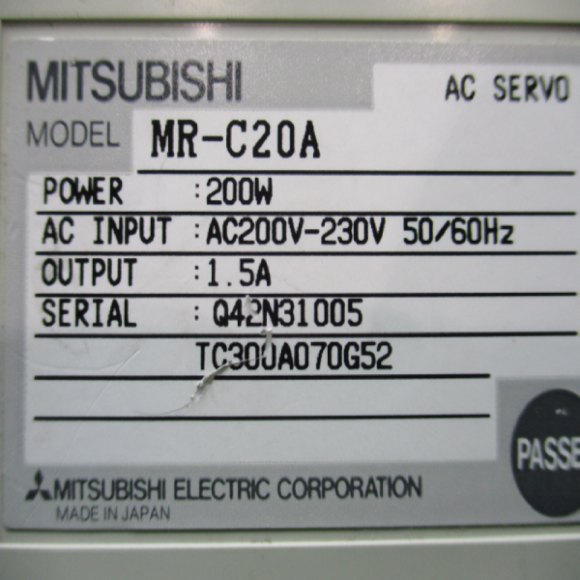 MITSUBISHI
AC SERVO
MODEL MR-C20A
POWER :200W
AC INPUT :AC200V-230V 50/60Hz
OUTPUT :1.5A
SERIAL : Q42N31005
TC300A070G52
PASSE
MITSUBISHI ELECTRIC CORPORATION
MADE IN JAPAN